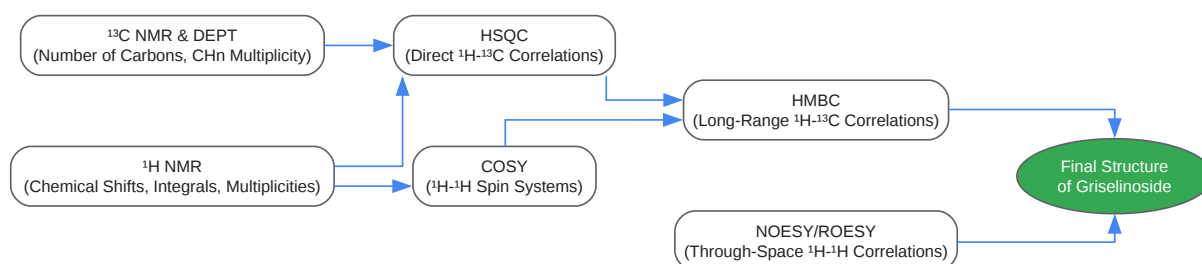 ¹³C NMR & DEPT
(Number of Carbons, CHn Multiplicity)
HSQC
(Direct ¹H-¹³C Correlations)
HMBC
(Long-Range ¹H-¹³C Correlations)
¹H NMR
(Chemical Shifts, Integrals, Multiplicities)
COSY
(¹H-¹H Spin Systems)
Final Structure
of Griselinoside
NOESY/ROESY
(Through-Space ¹H-¹H Correlations)